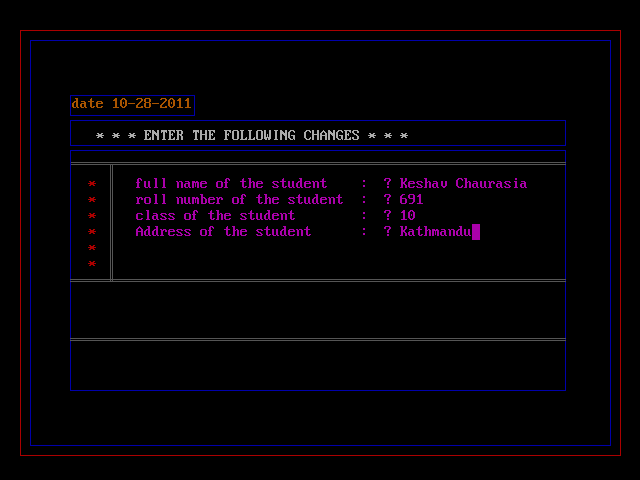 date 10-28-2011
* * * ENTER THE FOLLOWING CHANGES * * *
* full name of the student : ? Keshav Chaurasia
* roll number of the student : ? 691
* class of the student : ? 10
* Address of the student : ? Kathmandu
*
*